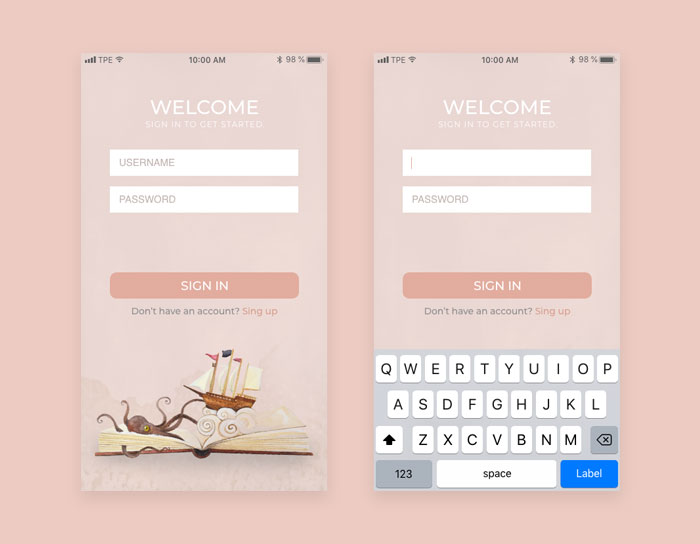 TPE 10:00 AM 98 %
WELCOME
SIGN IN TO GET STARTED
USERNAME
PASSWORD
SIGN IN
Don't have an account? Sing up
TPE 10:00 AM 98 %
WELCOME
SIGN IN TO GET STARTED
PASSWORD
SIGN IN
Don't have an account? Sing up
Q W E R T Y U I O P
A S D F G H J K L
Z X C V B N M
123 space Label